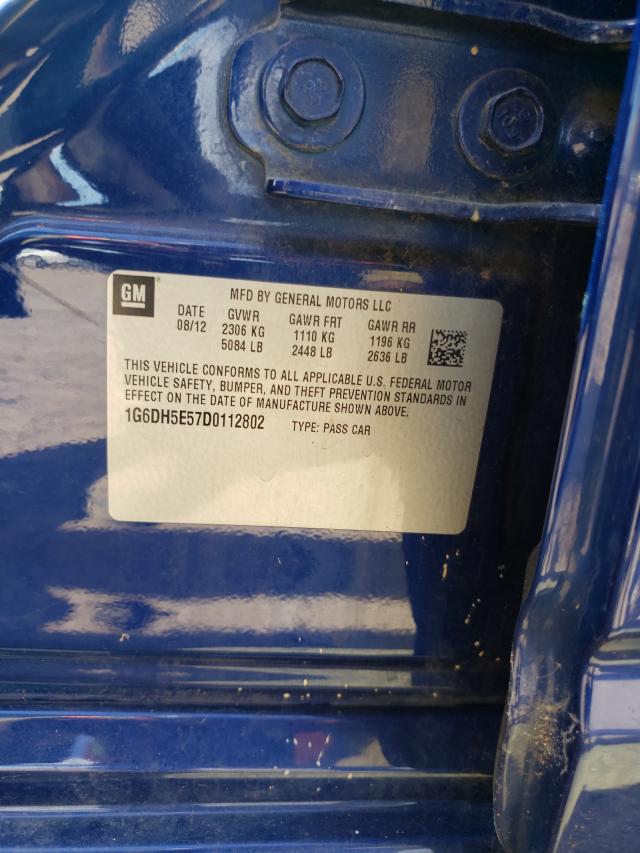 GM
MFD BY GENERAL MOTORS LLC
DATE GVWR GAWR FRT GAWR RR
08/12 2306 KG 1110 KG 1196 KG
5084 LB 2448 LB 2636 LB
THIS VEHICLE CONFORMS TO ALL APPLICABLE U.S. FEDERAL MOTOR
VEHICLE SAFETY, BUMPER, AND THEFT PREVENTION STANDARDS IN
EFFECT ON THE DATE OF MANUFACTURE SHOWN ABOVE.
1G6DH5E57D0112802 TYPE: PASS CAR